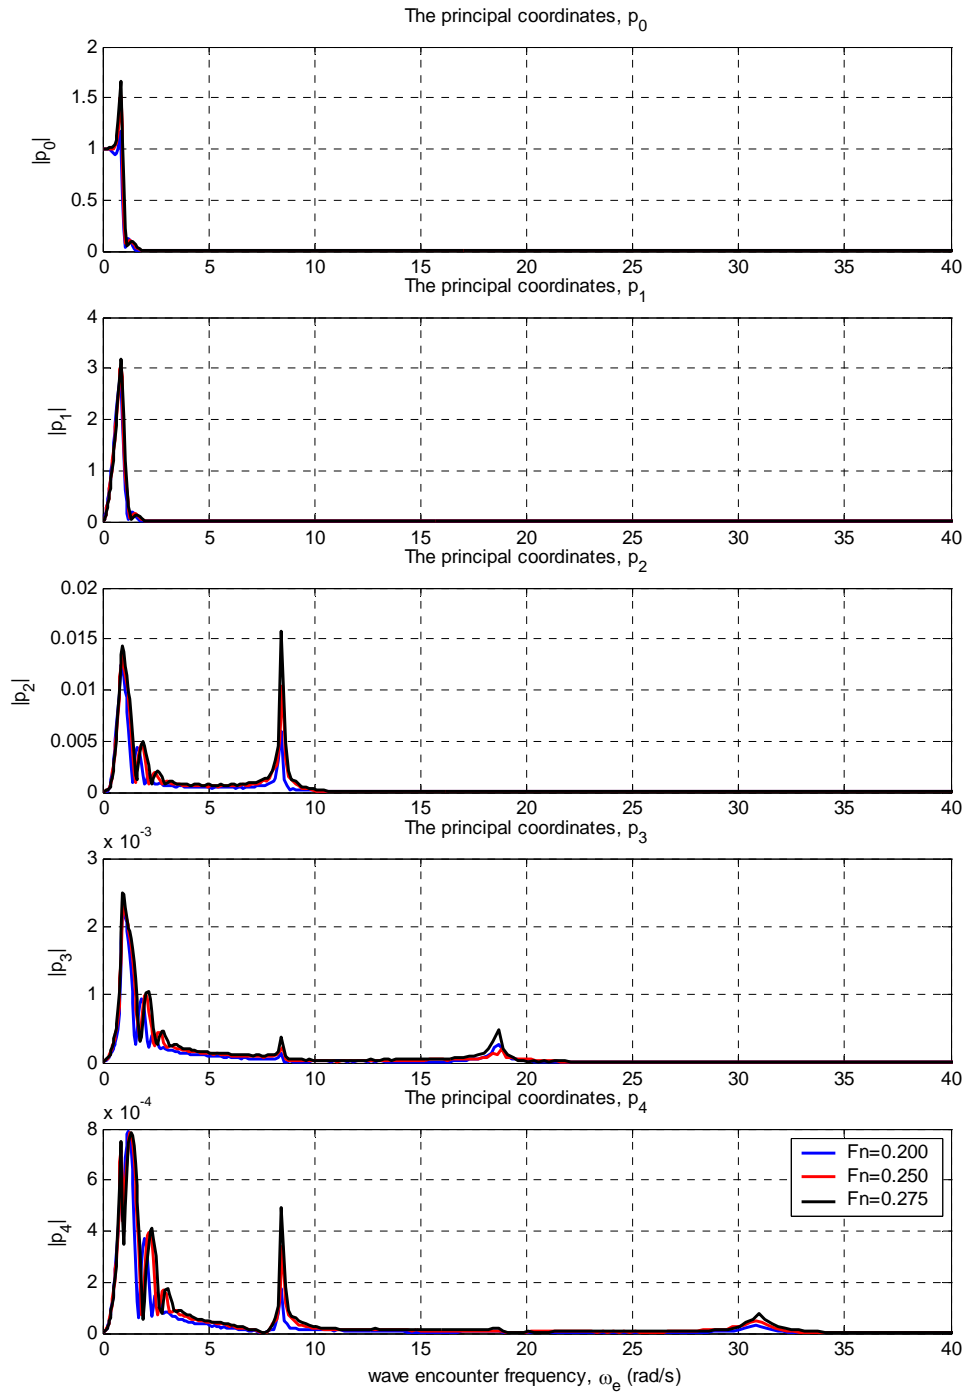 The principal coordinates, p0
2
1.5
1
0.5
0
|p0|
0 5 10 15 20 25 30 35 40
The principal coordinates, p1
4
3
2
1
0
|p1|
0 5 10 15 20 25 30 35 40
The principal coordinates, p2
0.02
0.015
0.01
0.005
0
|p2|
0 5 10 15 20 25 30 35 40
The principal coordinates, p3
x 10-3
3
2
1
0
|p3|
0 5 10 15 20 25 30 35 40
The principal coordinates, p4
x 10-4
8
6
4
2
0
|p4|
Fn=0.200
Fn=0.250
Fn=0.275
0 5 10 15 20 25 30 35 40
wave encounter frequency, ωe (rad/s)